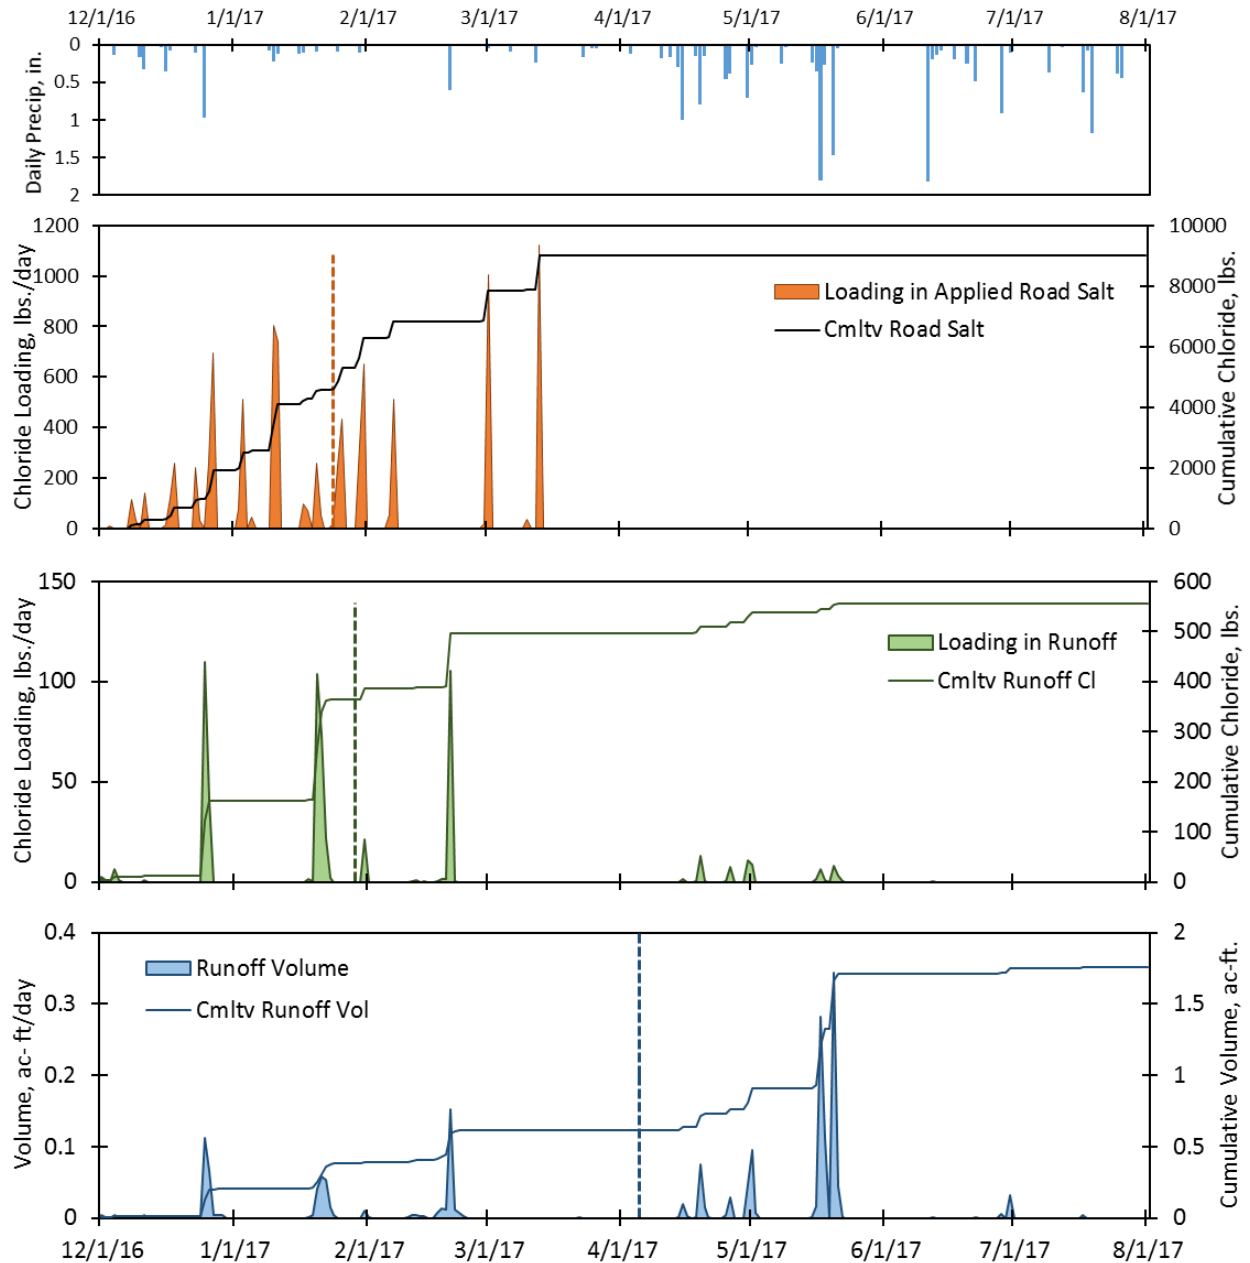 12/1/16 1/1/17 2/1/17 3/1/17 4/1/17 5/1/17 6/1/17 7/1/17 8/1/17
Daily Precip, in.
0
0.5
1
1.5
2
Chloride Loading, lbs./day
1200
1000
800
600
400
200
0
Loading in Applied Road Salt
Cmltv Road Salt
10000
8000
6000
4000
2000
0
Cumulative Chloride, lbs.
Chloride Loading, lbs./day
150
100
50
0
Loading in Runoff
Cmltv Runoff Cl
600
500
400
300
200
100
0
Cumulative Chloride, lbs.
Volume, ac- ft/day
0.4
0.3
0.2
0.1
0
Runoff Volume
Cmltv Runoff Vol
2
1.5
1
0.5
0
Cumulative Volume, ac-ft.
12/1/16 1/1/17 2/1/17 3/1/17 4/1/17 5/1/17 6/1/17 7/1/17 8/1/17